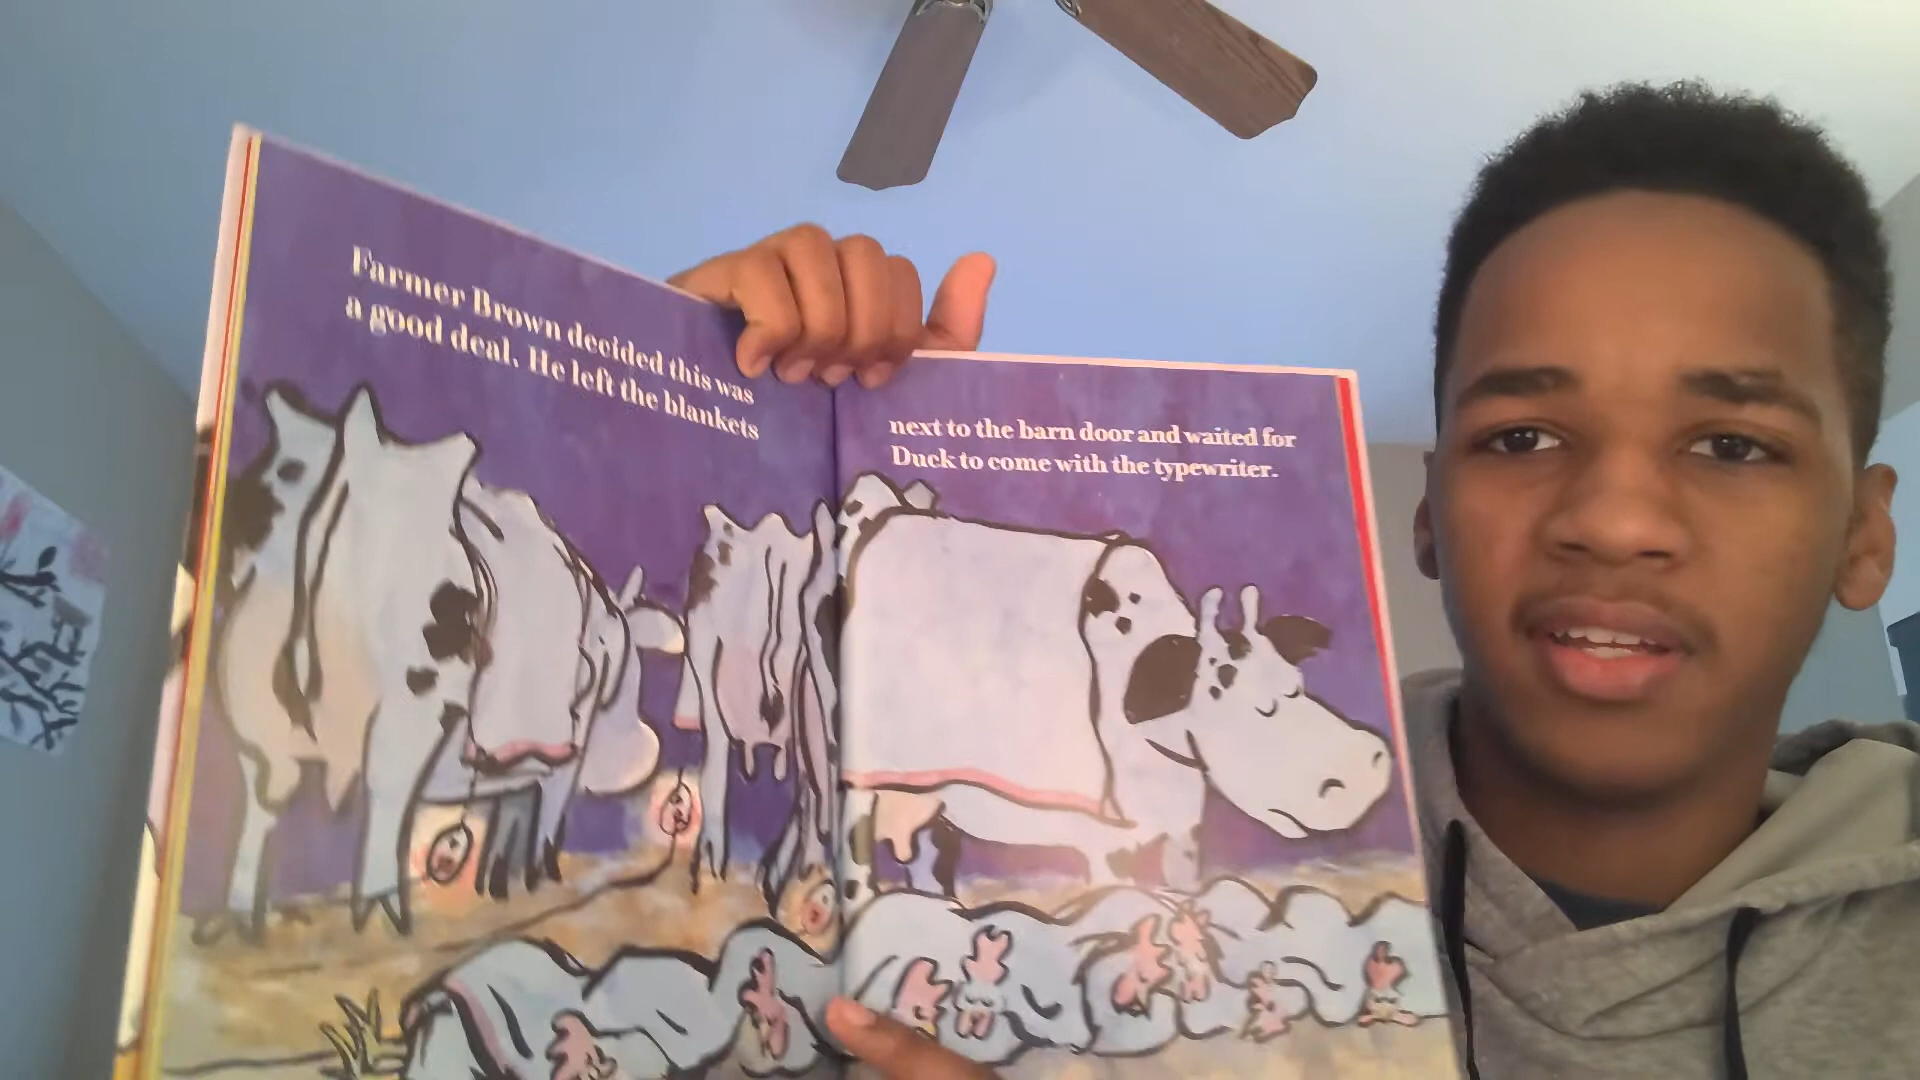 Farmer Brown decided this was
a good deal. He left the blankets
next to the barn door and waited for
Duck to come with the typewriter.